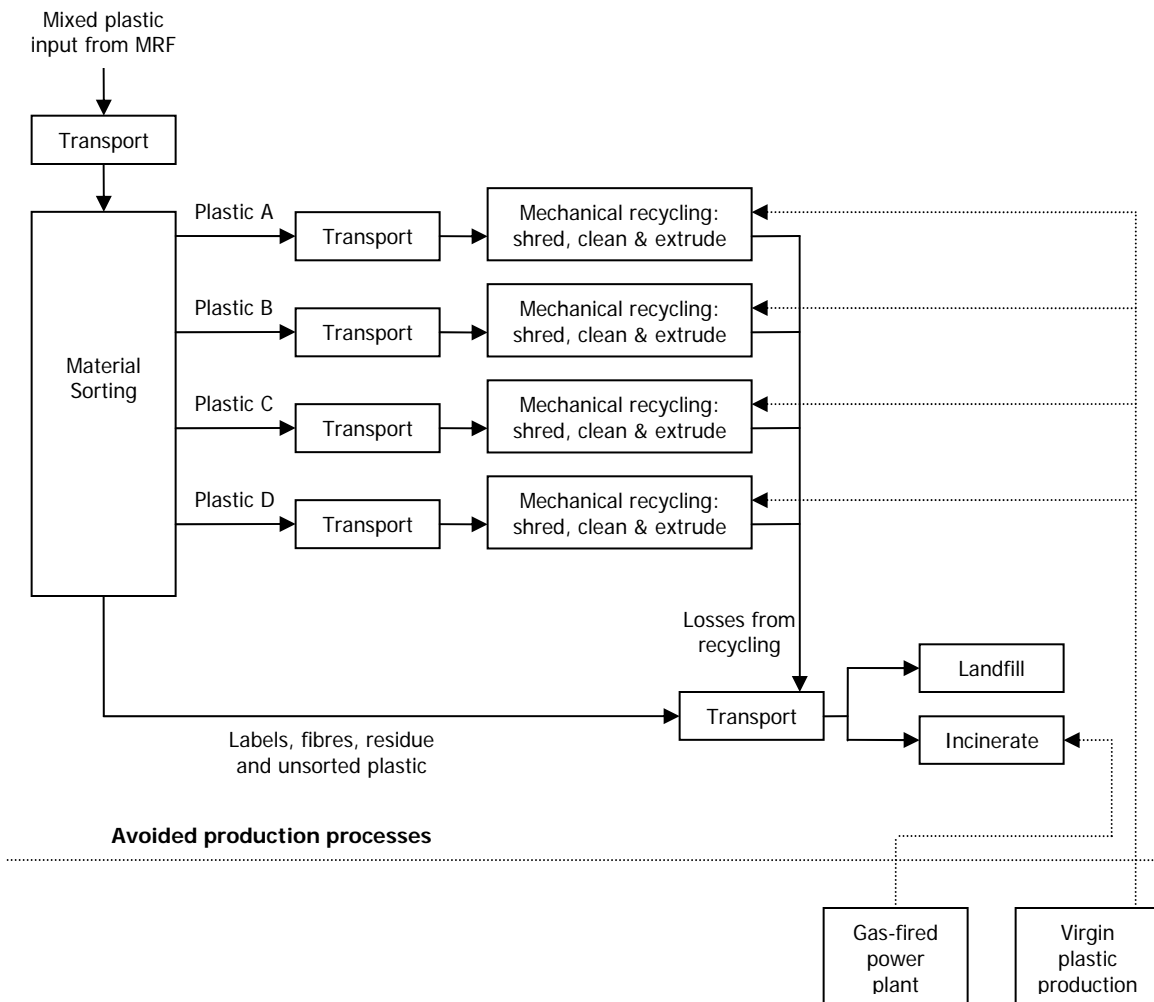 Mixed plastic
input from MRF
Transport
Plastic A
Transport
Mechanical recycling:
shred, clean & extrude
Plastic B
Transport
Mechanical recycling:
shred, clean & extrude
Material
Sorting
Plastic C
Transport
Mechanical recycling:
shred, clean & extrude
Plastic D
Transport
Mechanical recycling:
shred, clean & extrude
Losses from
recycling
Landfill
Transport
Incinerate
Labels, fibres, residue
and unsorted plastic
Avoided production processes
Gas-fired
power
plant
Virgin
plastic
production